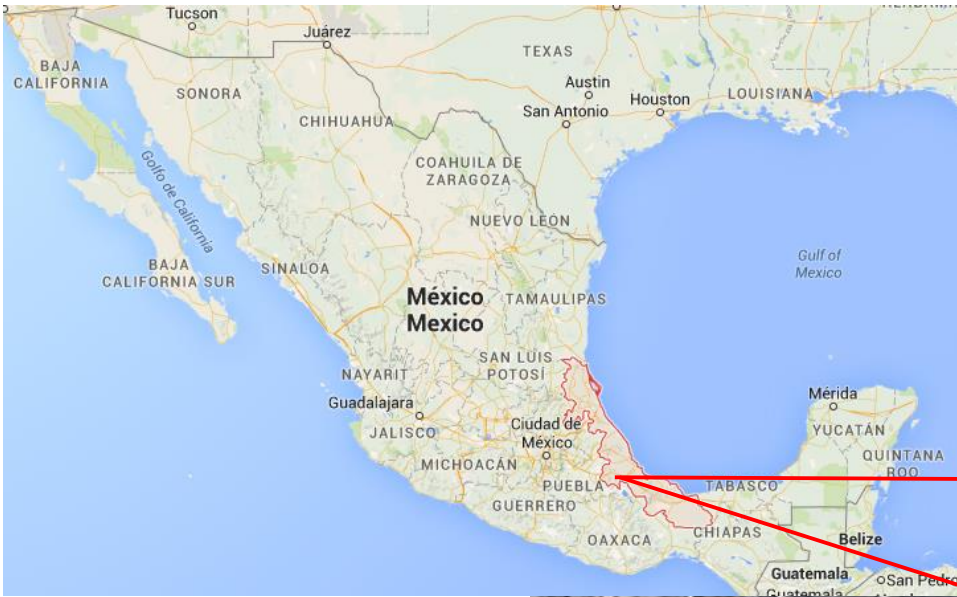 Tucson
Juárez
BAJA
CALIFORNIA
SONORA
TEXAS
Austin
San Antonio
Houston
LOUISIANA
CHIHUAHUA
COAHUILA DE
ZARAGOZA
Golfo de California
NUEVO LEÓN
BAJA
CALIFORNIA SUR
SINALOA
Gulf of
Mexico
México
Mexico
TAMAULIPAS
SAN LUIS
POTOSÍ
NAYARIT
Guadalajara
JALISCO
Ciudad de
México
Mérida
YUCATÁN
QUINTANA
ROO
MICHOACÁN
PUEBLA
TABASCO
GUERRERO
OAXACA
CHIAPAS
Belize
Guatemala
San Pedro
Guatemala